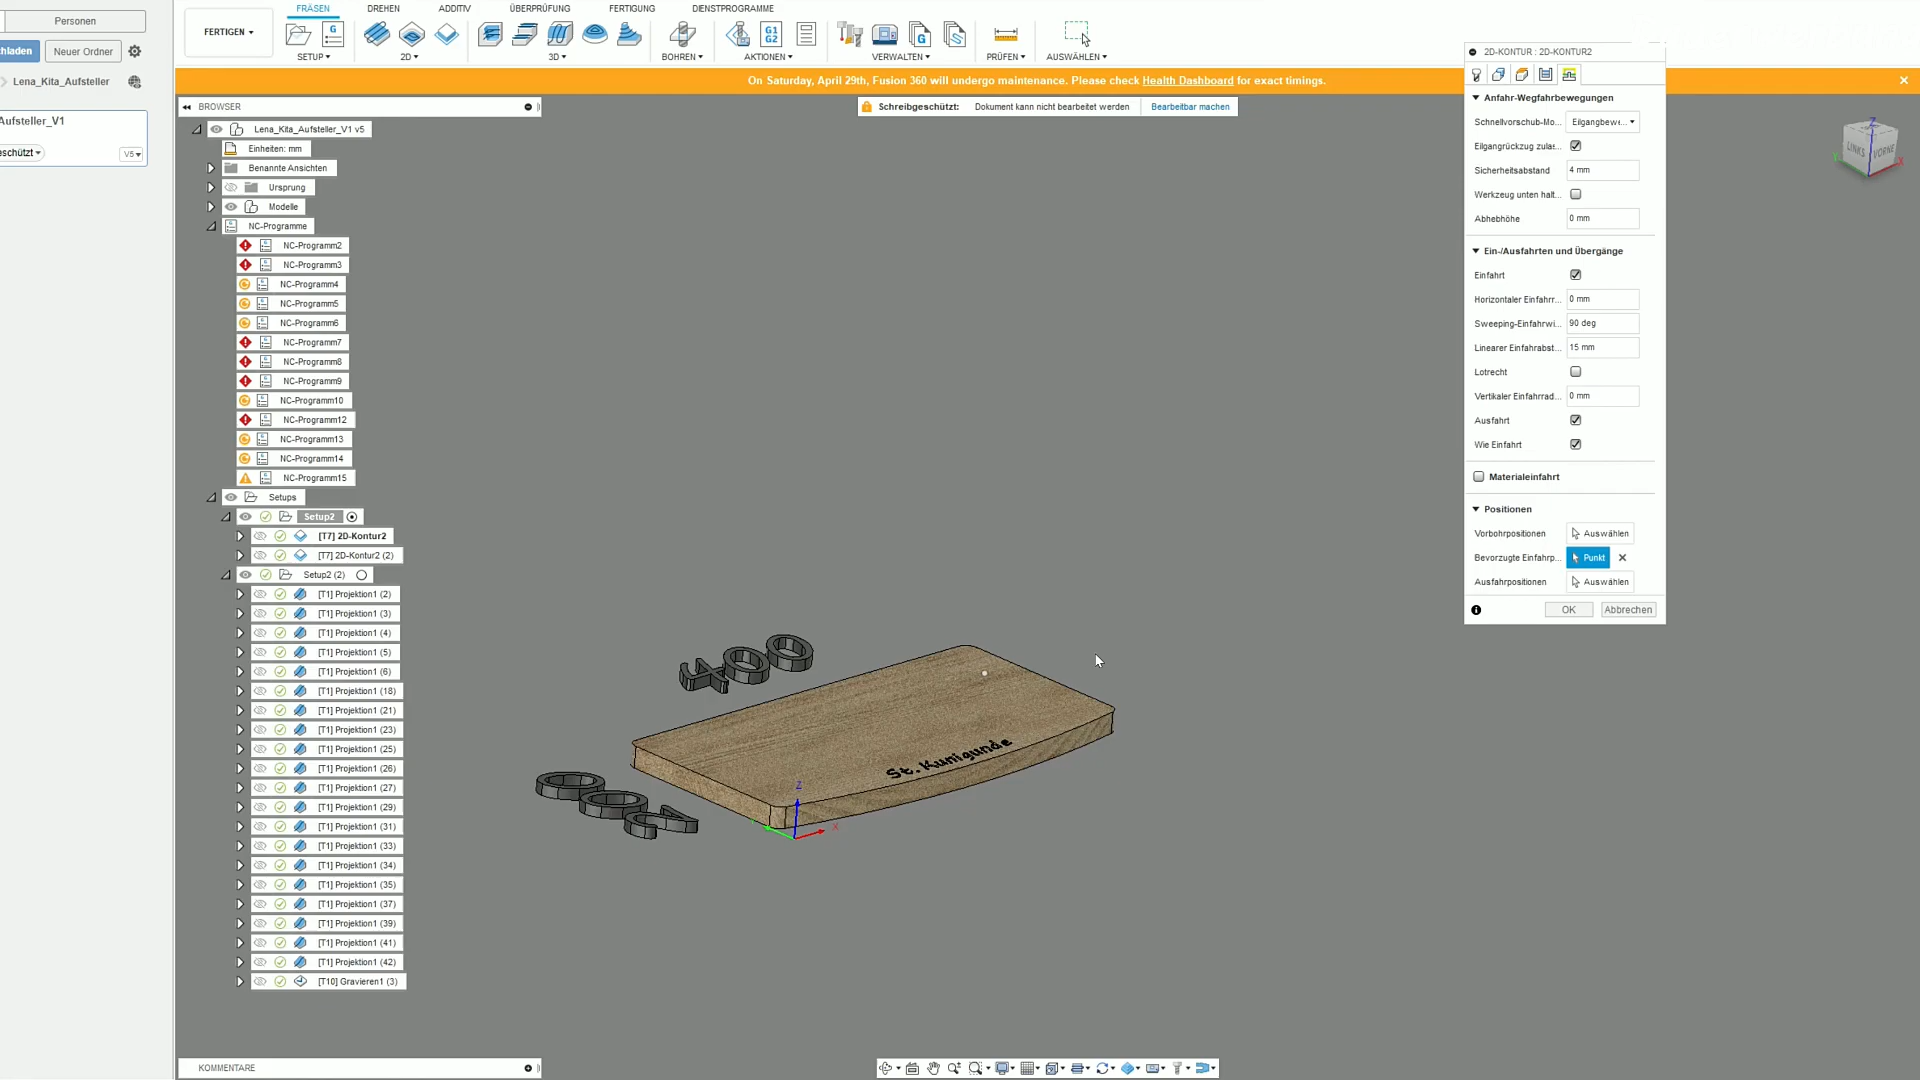 Personen
FRÄSEN DREHEN ADDITIV ÜBERPRÜFUNG FERTIGUNG DIENSTPROGRAMME
FERTIGEN
SETUP 2D 3D BOHREN AKTIONEN VERWALTEN PRÜFEN AUSWÄHLEN
G1
G2
Neuer Ordner
Lena_Kita_Aufsteller
V5
On Saturday, April 29th, Fusion 360 will undergo maintenance. Please check Health Dashboard for exact timings.
BROWSER
Schreibgeschützt: Dokument kann nicht bearbeitet werden Bearbeitbar machen
Lena_Kita_Aufsteller_V1 v5
Einheiten: mm
Benannte Ansichten
Ursprung
Modelle
NC-Programme
NC-Programm2
NC-Programm3
NC-Programm4
NC-Programm5
NC-Programm6
NC-Programm7
NC-Programm8
NC-Programm9
NC-Programm10
NC-Programm12
NC-Programm13
NC-Programm14
NC-Programm15
Setups
Setup2
[T7] 2D-Kontur2
[T7] 2D-Kontur2 (2)
Setup2 (2)
[T1] Projektion1 (2)
[T1] Projektion1 (3)
[T1] Projektion1 (4)
[T1] Projektion1 (5)
[T1] Projektion1 (6)
[T1] Projektion1 (18)
[T1] Projektion1 (21)
[T1] Projektion1 (23)
[T1] Projektion1 (25)
[T1] Projektion1 (26)
[T1] Projektion1 (27)
[T1] Projektion1 (29)
[T1] Projektion1 (31)
[T1] Projektion1 (33)
[T1] Projektion1 (34)
[T1] Projektion1 (35)
[T1] Projektion1 (37)
[T1] Projektion1 (39)
[T1] Projektion1 (41)
[T1] Projektion1 (42)
[T10] Gravieren1 (3)
KOMMENTARE
400
200
St. Kunigunde
Z
X
LINKS VORNE
Z
X
2D-KONTUR : 2D-KONTUR2
Anfahr-Wegfahrbewegungen
Schnellvorschub-Mo... Eilgangbewe...
Eilgangrückzug zulas...
Sicherheitsabstand 4 mm
Werkzeug unten halt...
Abhebhöhe 0 mm
Ein-/Ausfahrten und Übergänge
Einfahrt
Horizontaler Einfahrr... 0 mm
Sweeping-Einfahrwi... 90 deg
Linearer Einfahrabst... 15 mm
Lotrecht
Vertikaler Einfahrrad... 0 mm
Ausfahrt
Wie Einfahrt
Materialeinfahrt
Positionen
Vorbohrpositionen Auswählen
Bevorzugte Einfahrp... Punkt
Ausfahrpositionen Auswählen
OK Abbrechen